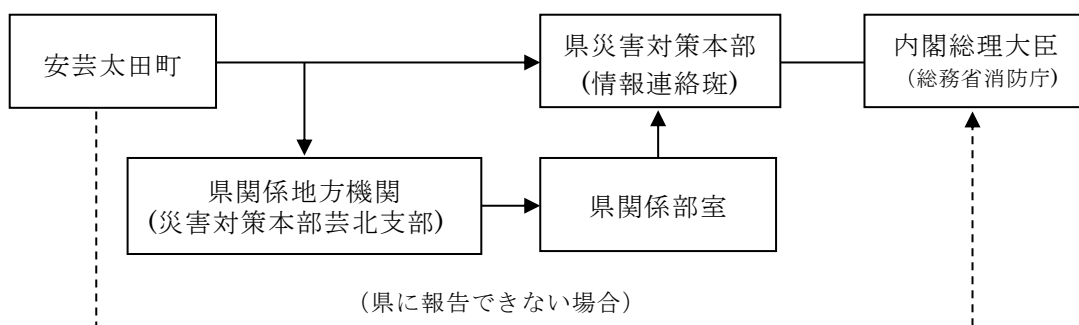 安芸太田町
県災害対策本部
(情報連絡班)
内閣総理大臣
(総務省消防庁)
県関係地方機関
(災害対策本部芸北支部)
県関係部室
（県に報告できない場合）